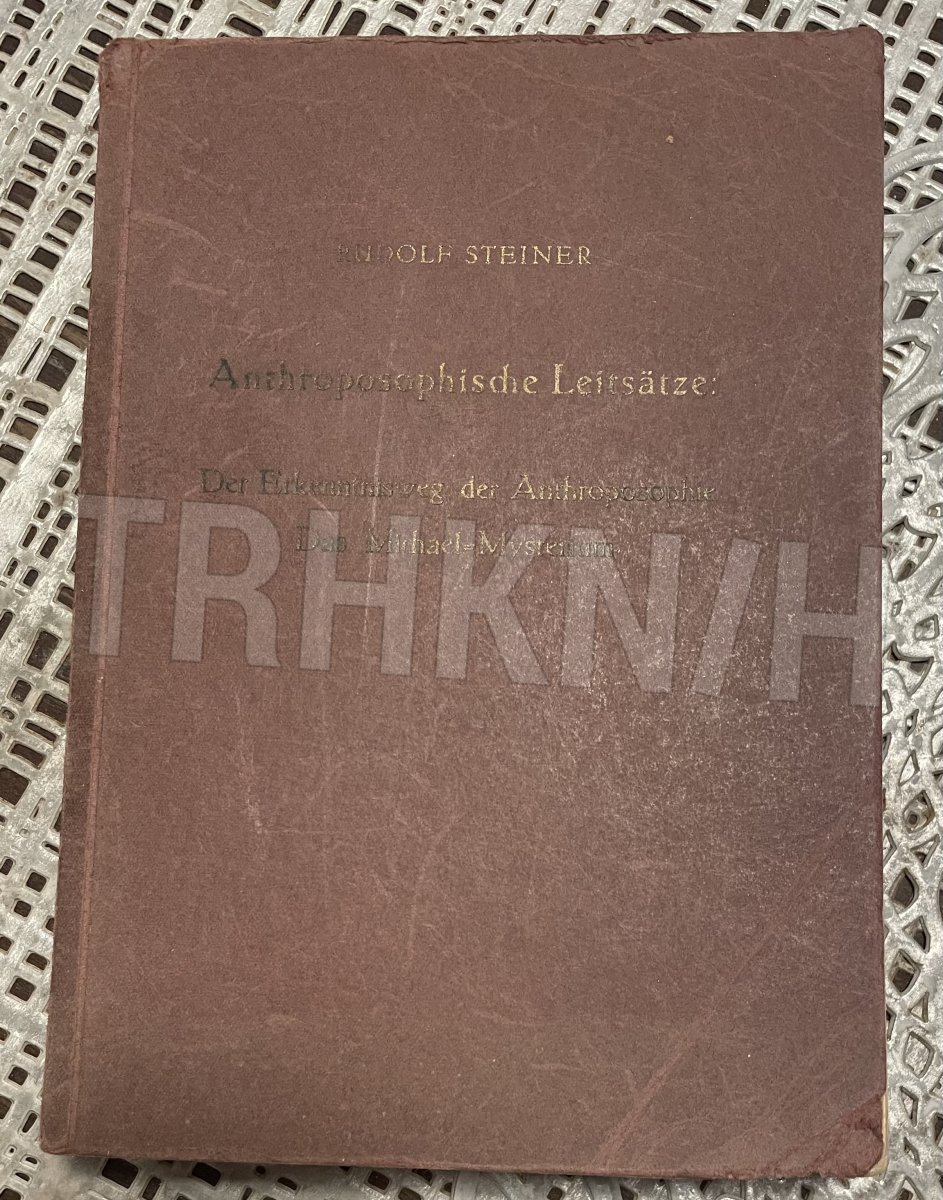 RUDOLF STEINER
Anthroposophische Leitsätze:
Der Erkenntnisweg der Anthroposophie
Das Michael=Mysterium
TRHKN/H